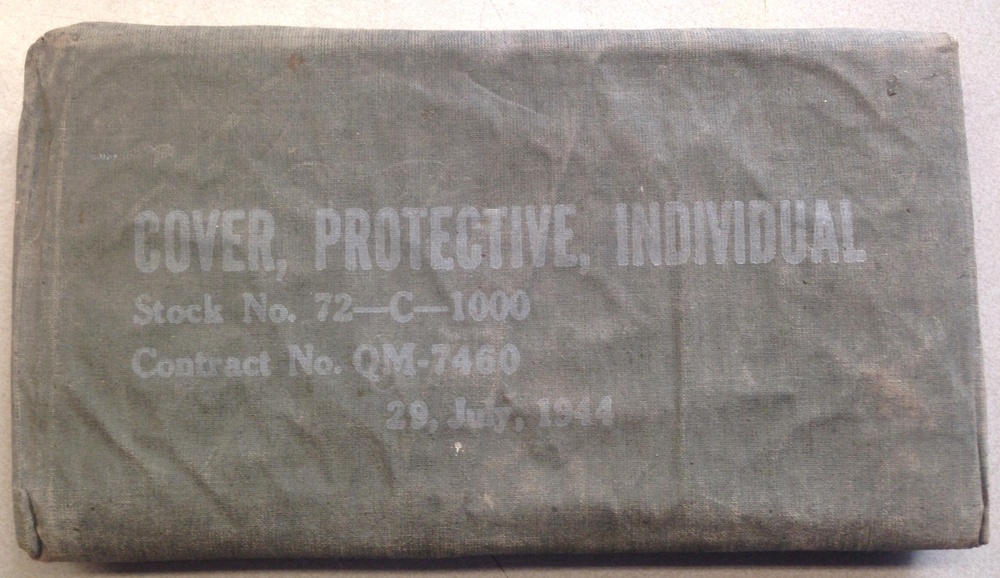 COVER, PROTECTIVE, INDIVIDUAL
Stock No. 72—C—1000
Contract No. QM-7460
29, July, 1944